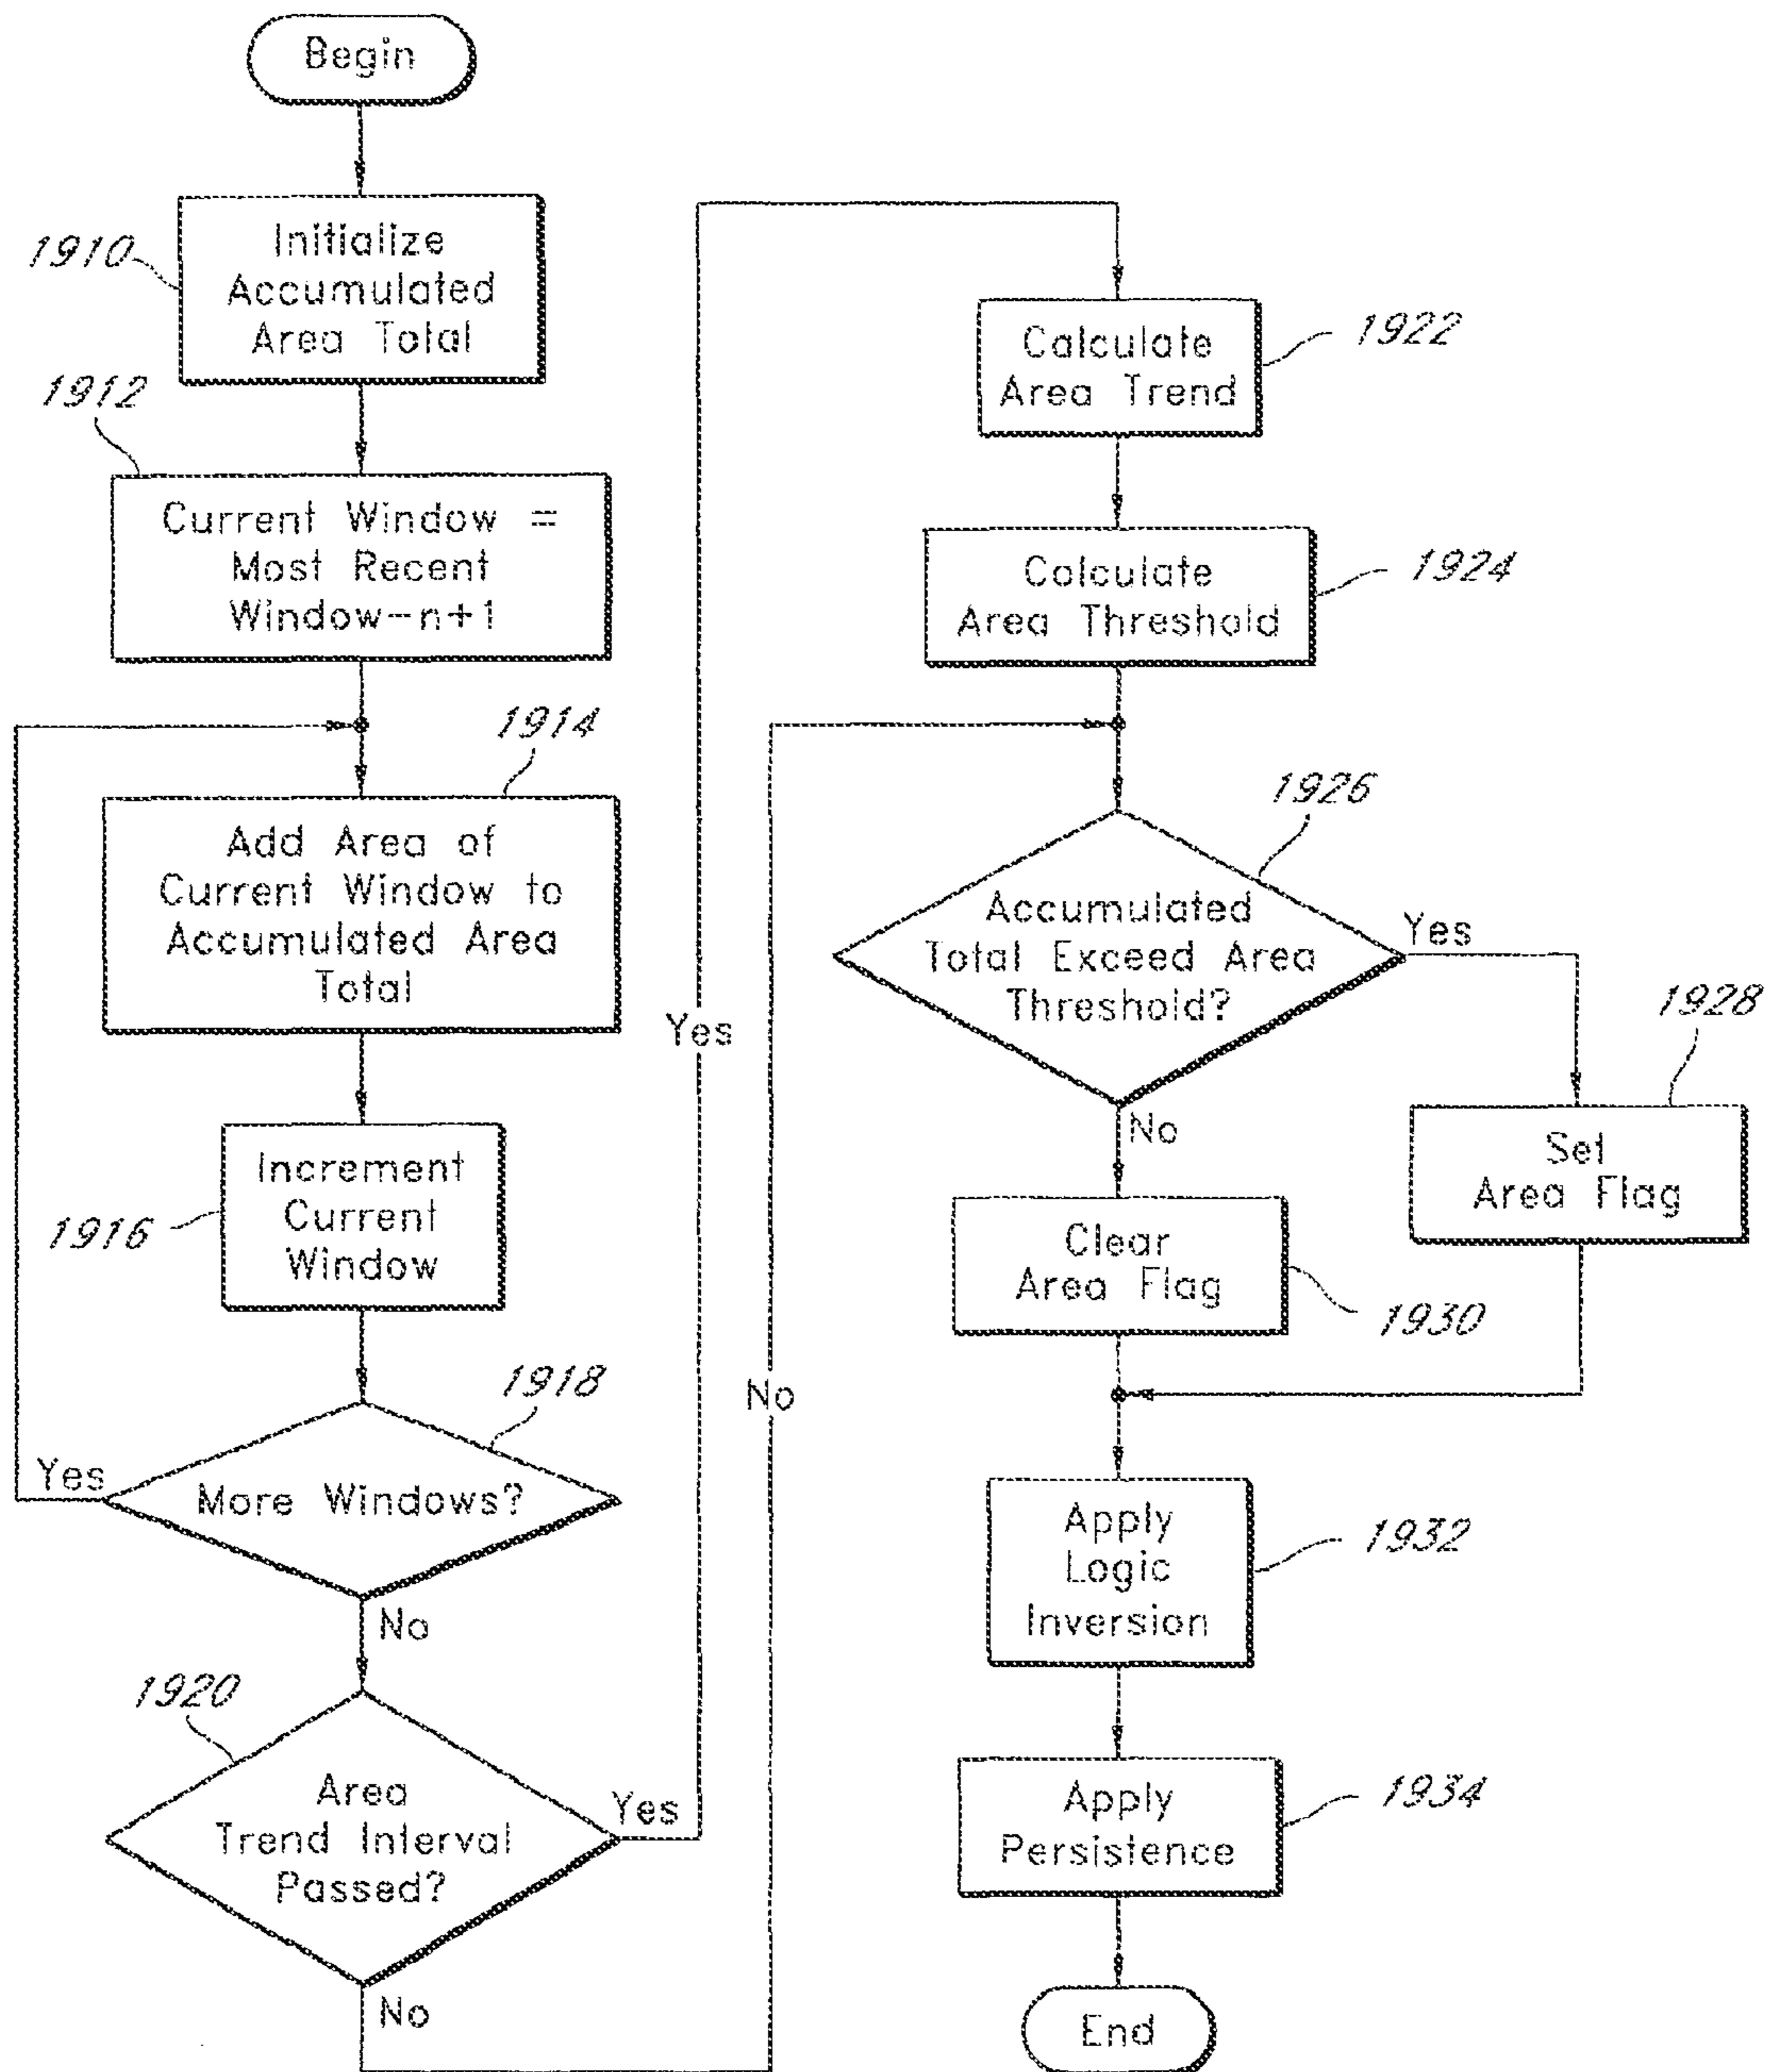 Begin
1910
Initialize
Accumulated
Area Total
1912
Current Window =
Most Recent
Window-n+1
1914
Add Area of
Current Window to
Accumulated Area
Total
1916
Increment
Current
Window
1918
More Windows?
Yes
No
1920
Area
Trend Interval
Passed?
Yes
No
Yes
No
Calculate
Area Trend
1922
Calculate
Area Threshold
1924
1926
Accumulated
Total Exceed Area
Threshold?
Yes
No
1928
Set
Area Flag
Clear
Area Flag
1930
Apply
Logic
Inversion
1932
Apply
Persistence
1934
End